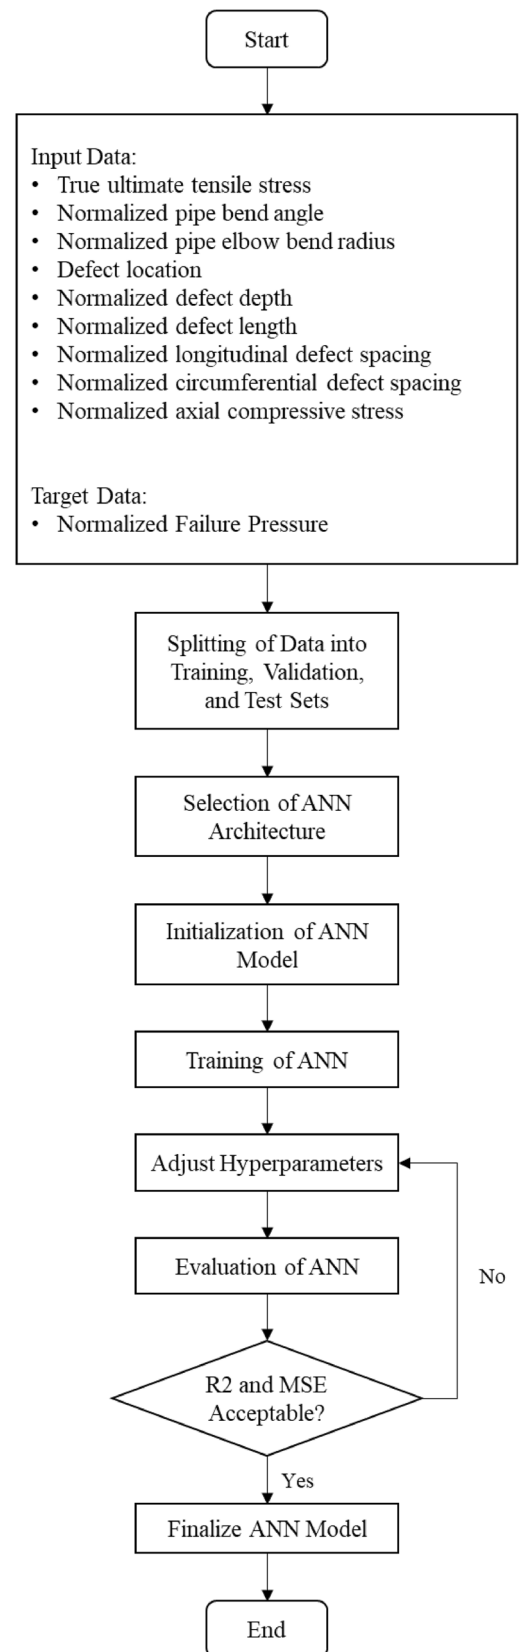 Start
Input Data:
• True ultimate tensile stress
• Normalized pipe bend angle
• Normalized pipe elbow bend radius
• Defect location
• Normalized defect depth
• Normalized defect length
• Normalized longitudinal defect spacing
• Normalized circumferential defect spacing
• Normalized axial compressive stress
Target Data:
• Normalized Failure Pressure
Splitting of Data into
Training, Validation,
and Test Sets
Selection of ANN
Architecture
Initialization of ANN
Model
Training of ANN
Adjust Hyperparameters
Evaluation of ANN
No
R2 and MSE
Acceptable?
Yes
Finalize ANN Model
End